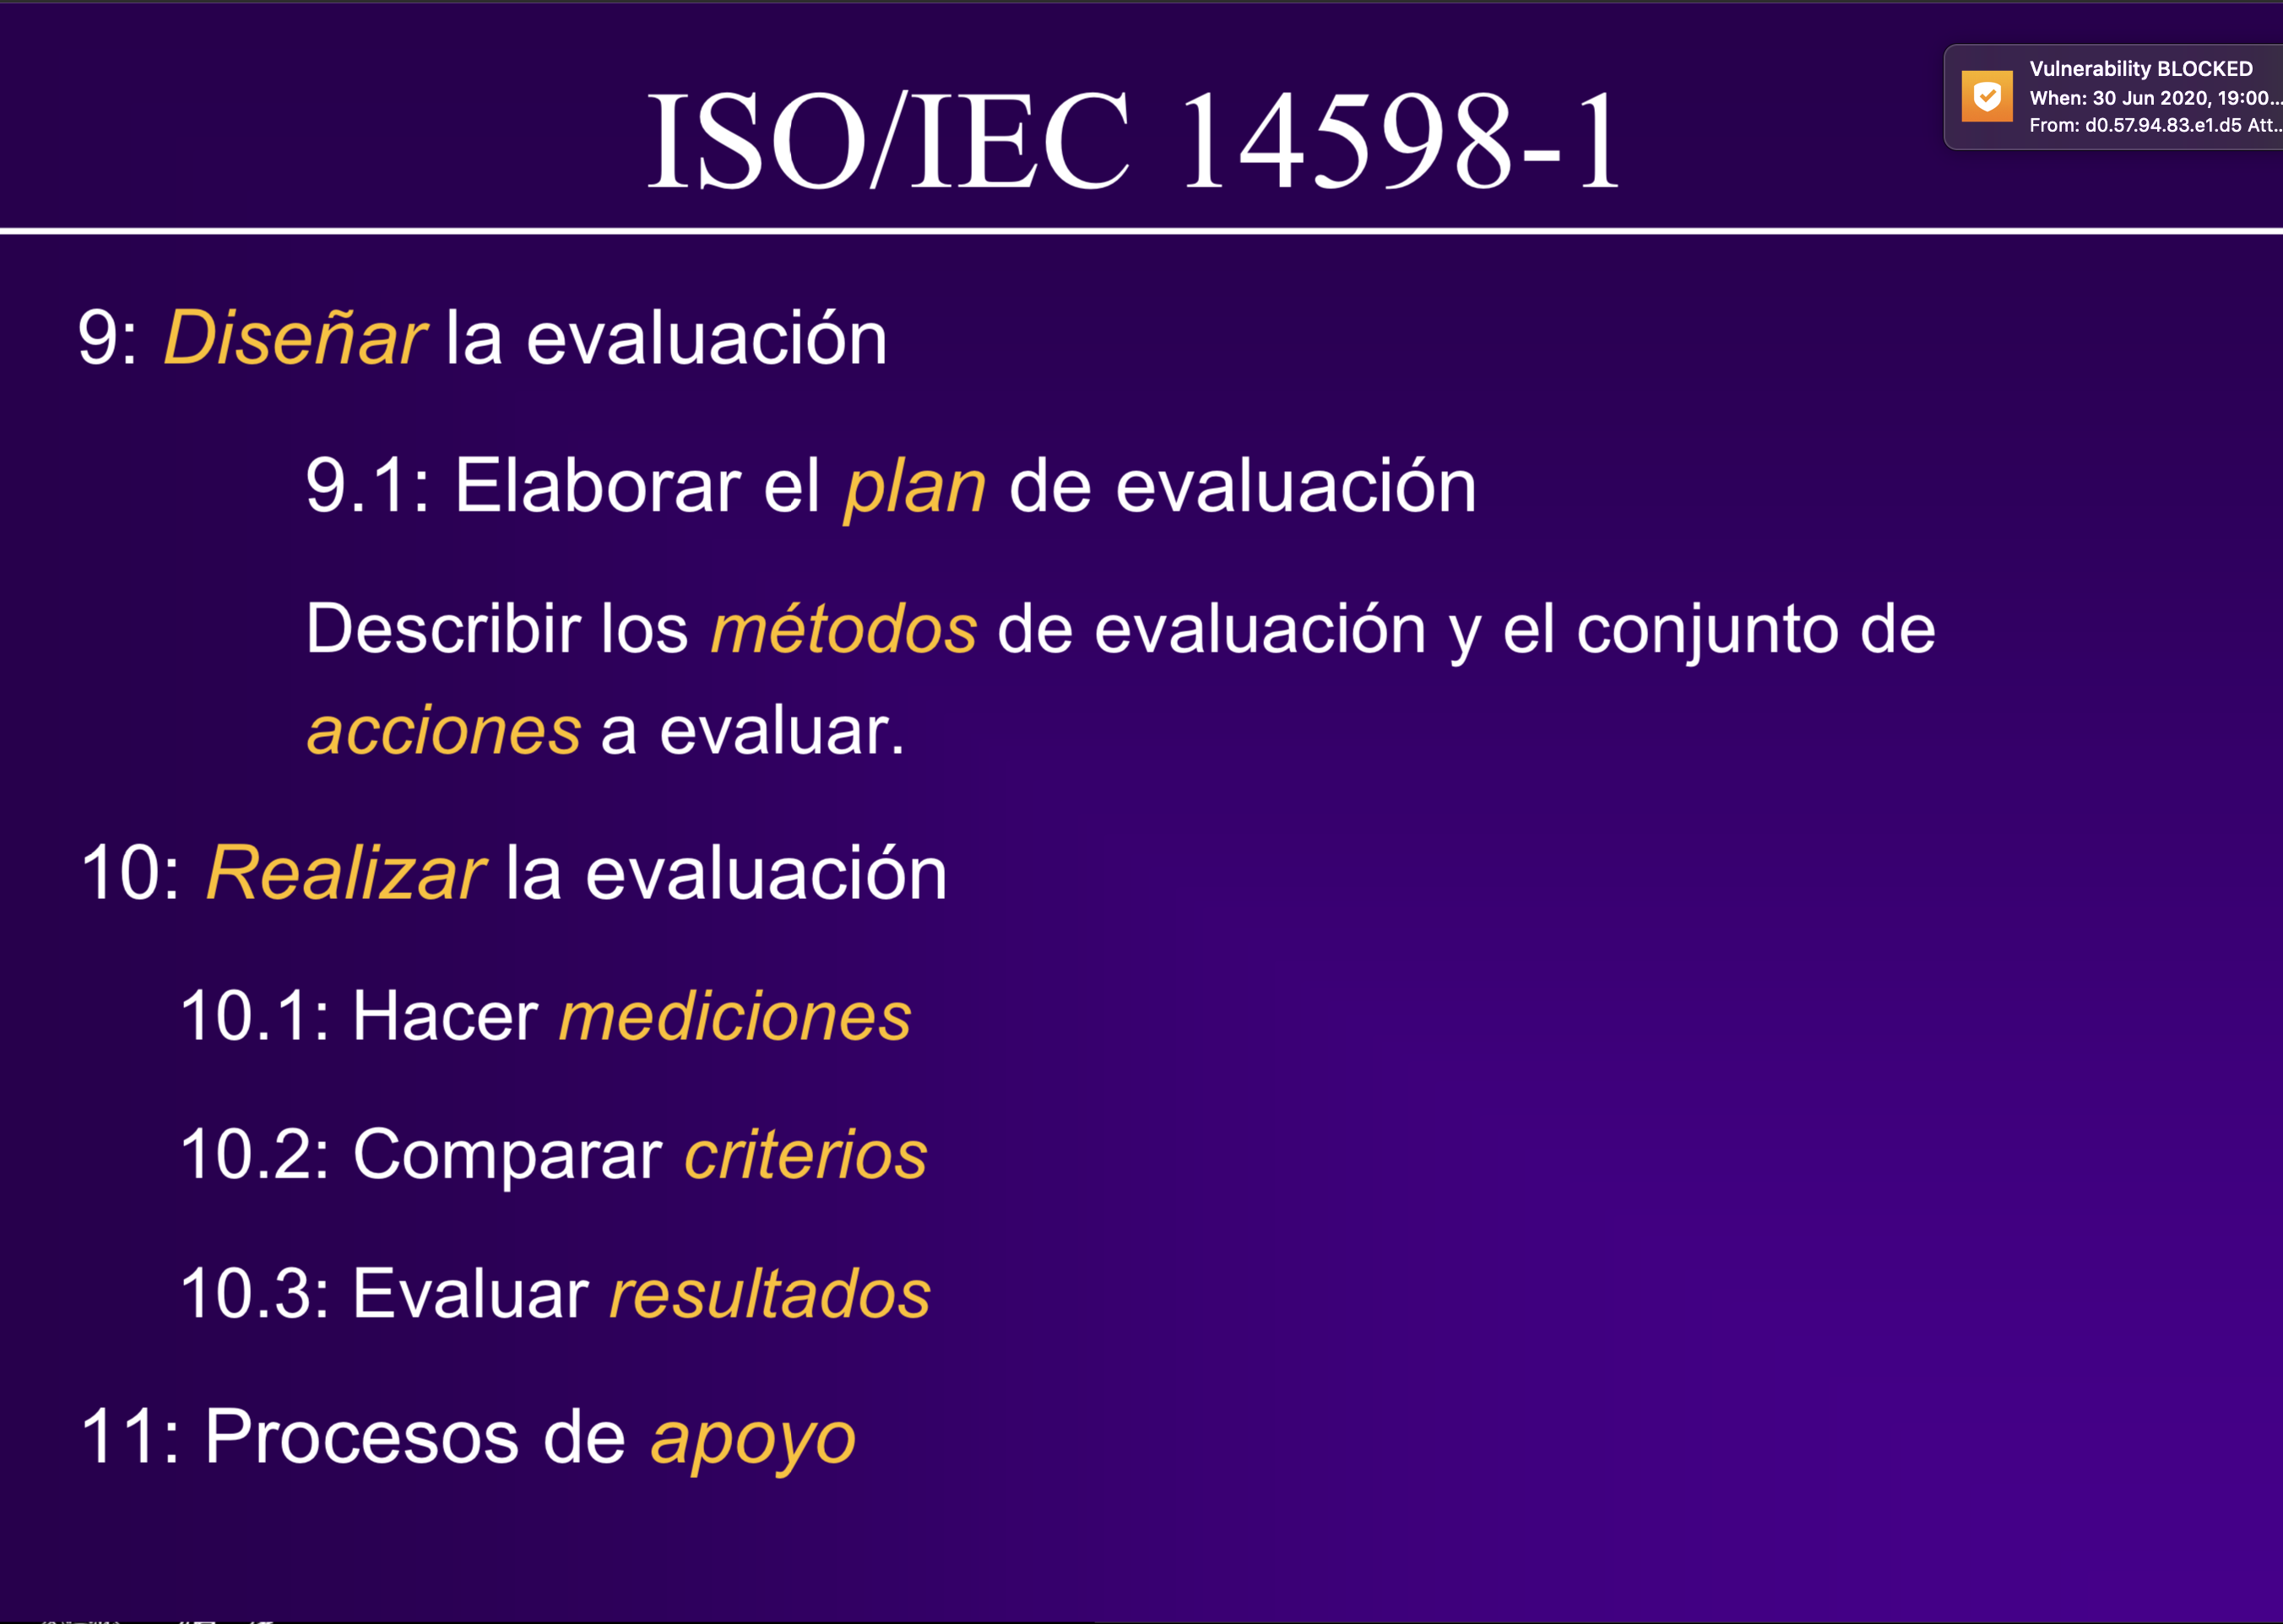 ISO/IEC 14598-1
Vulnerability BLOCKED
When: 30 Jun 2020, 19:00...
From: d0.57.94.83.e1.d5 Att...
9: Diseñar la evaluación
9.1: Elaborar el plan de evaluación
Describir los métodos de evaluación y el conjunto de
acciones a evaluar.
10: Realizar la evaluación
10.1: Hacer mediciones
10.2: Comparar criterios
10.3: Evaluar resultados
11: Procesos de apoyo